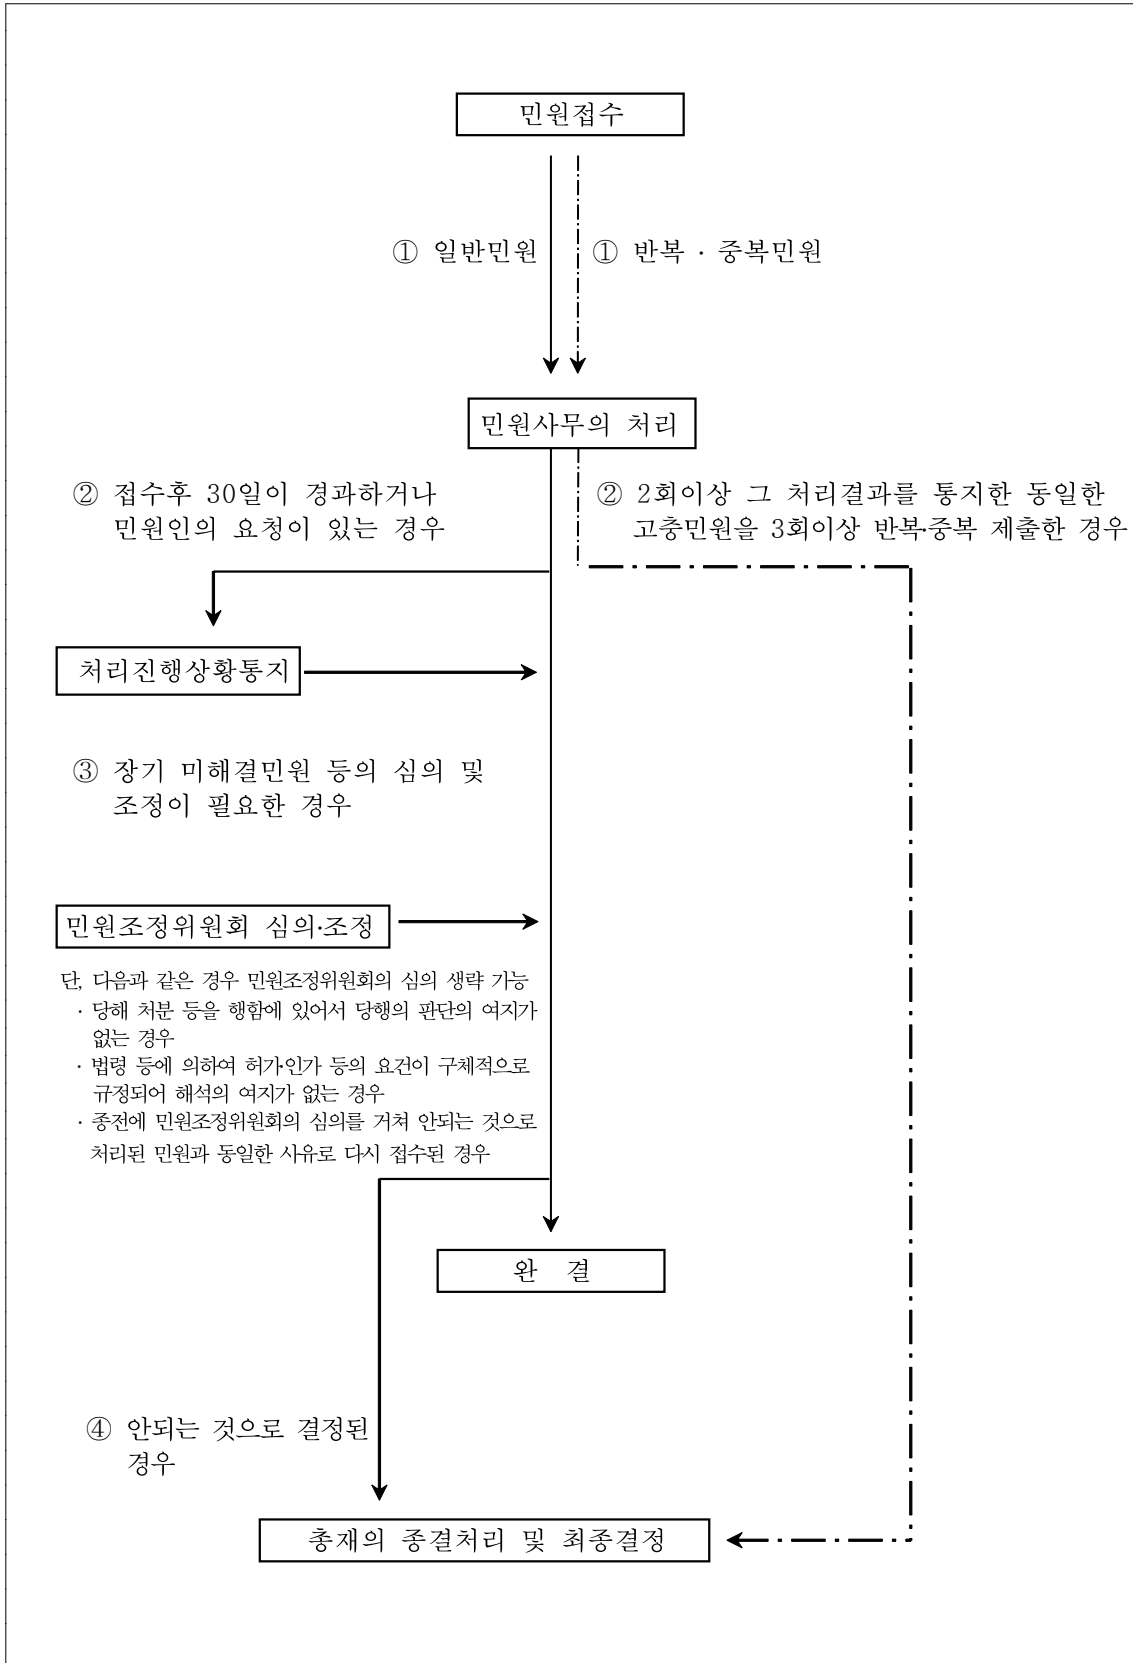 민원접수
① 일반민원
① 반복 · 중복민원
민원사무의 처리
② 접수후 30일이 경과하거나
민원인의 요청이 있는 경우
② 2회이상 그 처리결과를 통지한 동일한
고충민원을 3회이상 반복·중복 제출한 경우
처리진행상황통지
③ 장기 미해결민원 등의 심의 및
조정이 필요한 경우
민원조정위원회 심의·조정
단, 다음과 같은 경우 민원조정위원회의 심의 생략 가능
· 당해 처분 등을 행함에 있어서 당행의 판단의 여지가
없는 경우
· 법령 등에 의하여 허가·인가 등의 요건이 구체적으로
규정되어 해석의 여지가 없는 경우
· 종전에 민원조정위원회의 심의를 거쳐 안되는 것으로
처리된 민원과 동일한 사유로 다시 접수된 경우
완 결
④ 안되는 것으로 결정된
경우
총재의 종결처리 및 최종결정